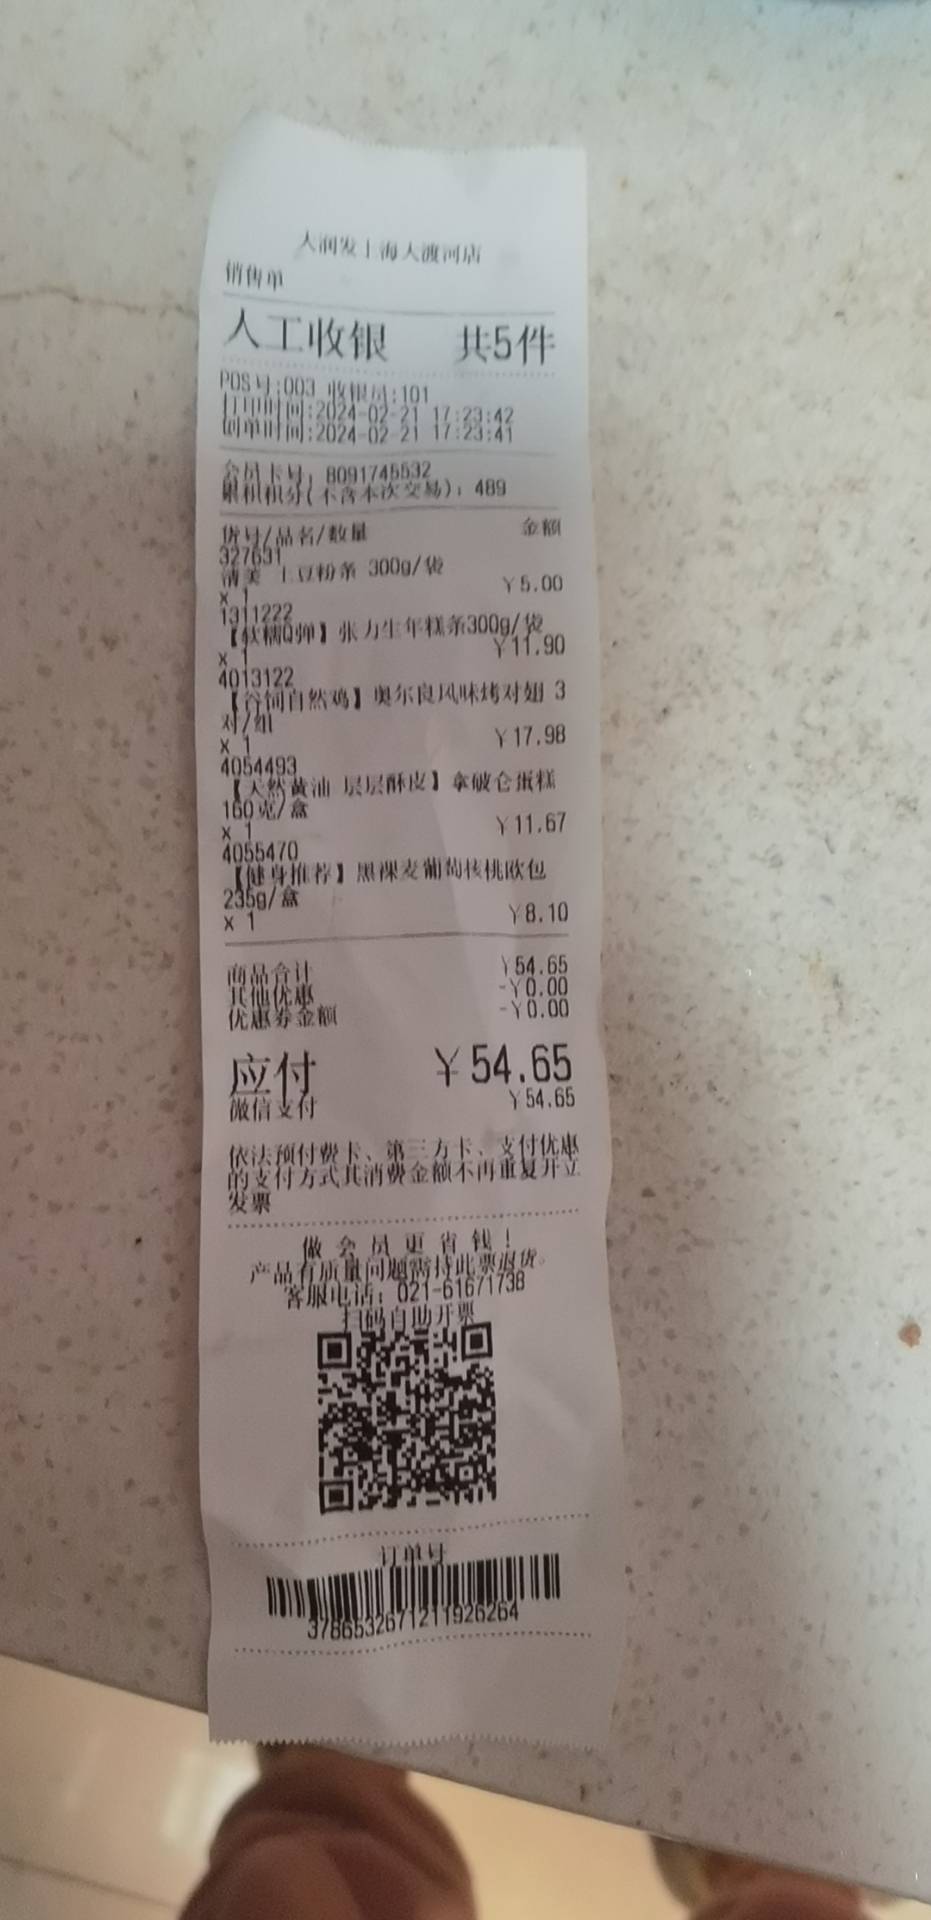 大润发上海大渡河店
销售单
人工收银 共5件
POS号:003 收银员:101
打印时间:2024-02-21 17:23:42
创单时间:2024-02-21 17:23:41
会员卡号: 8091745532
累积积分(不含本次交易): 489
货号/品名/数量 金额
327631
清美 土豆粉条 300g/袋
x 1 ¥5.00
1311222
【软糯Q弹】张力生年糕条300g/袋
x 1 ¥11.90
4013122
【谷饲自然鸡】奥尔良风味烤对翅 3
对/组
x 1 ¥17.98
4054493
【天然黄油 层层酥皮】拿破仑蛋糕
160克/盒
x 1 ¥11.67
4055470
【健身推荐】黑裸麦葡萄核桃欧包
235g/盒
x 1 ¥8.10
商品合计 ¥54.65
其他优惠 -¥0.00
优惠券金额 -¥0.00
应付 ¥54.65
微信支付 ¥54.65
依法预付费卡、第三方卡、支付优惠
的支付方式其消费金额不再重复开立
发票
做会员更省钱!
产品有质量问题需持此票退货。
客服电话: 021-61671738
扫码自助开票
订单号
3786532671211926264